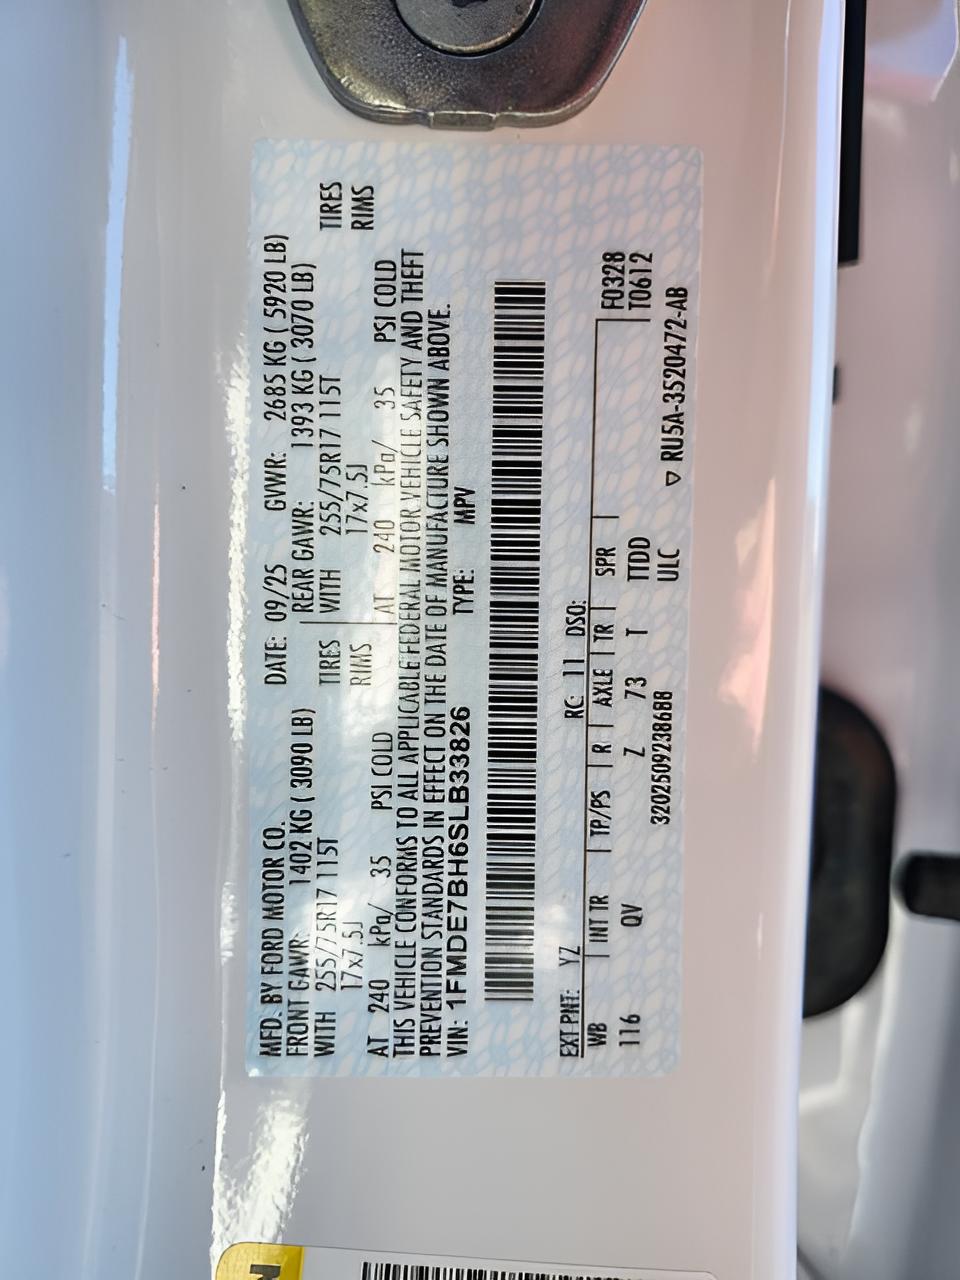 MFD. BY FORD MOTOR CO.
DATE: 09/25 GVWR: 2685 KG ( 5920 LB)
FRONT GAWR: 1402 KG ( 3090 LB)
REAR GAWR: 1393 KG ( 3070 LB)
WITH 255/75R17 115T TIRES
WITH 255/75R17 115T TIRES
17x7.5J RIMS
17x7.5J RIMS
AT 240 kPa/ 35 PSI COLD
AT 240 kPa/ 35 PSI COLD
THIS VEHICLE CONFORMS TO ALL APPLICABLE FEDERAL MOTOR VEHICLE SAFETY AND THEFT
PREVENTION STANDARDS IN EFFECT ON THE DATE OF MANUFACTURE SHOWN ABOVE.
VIN: 1FMDE7BH6SLB33826 TYPE: MPV
EXT PNT: YZ RC: 11 DSO:
WB INT TR TP/PS R AXLE TR SPR F0328
116 QV Z 73 T TTDD T0612
3202509238688 ULC ▽ RU5A-3520472-AB